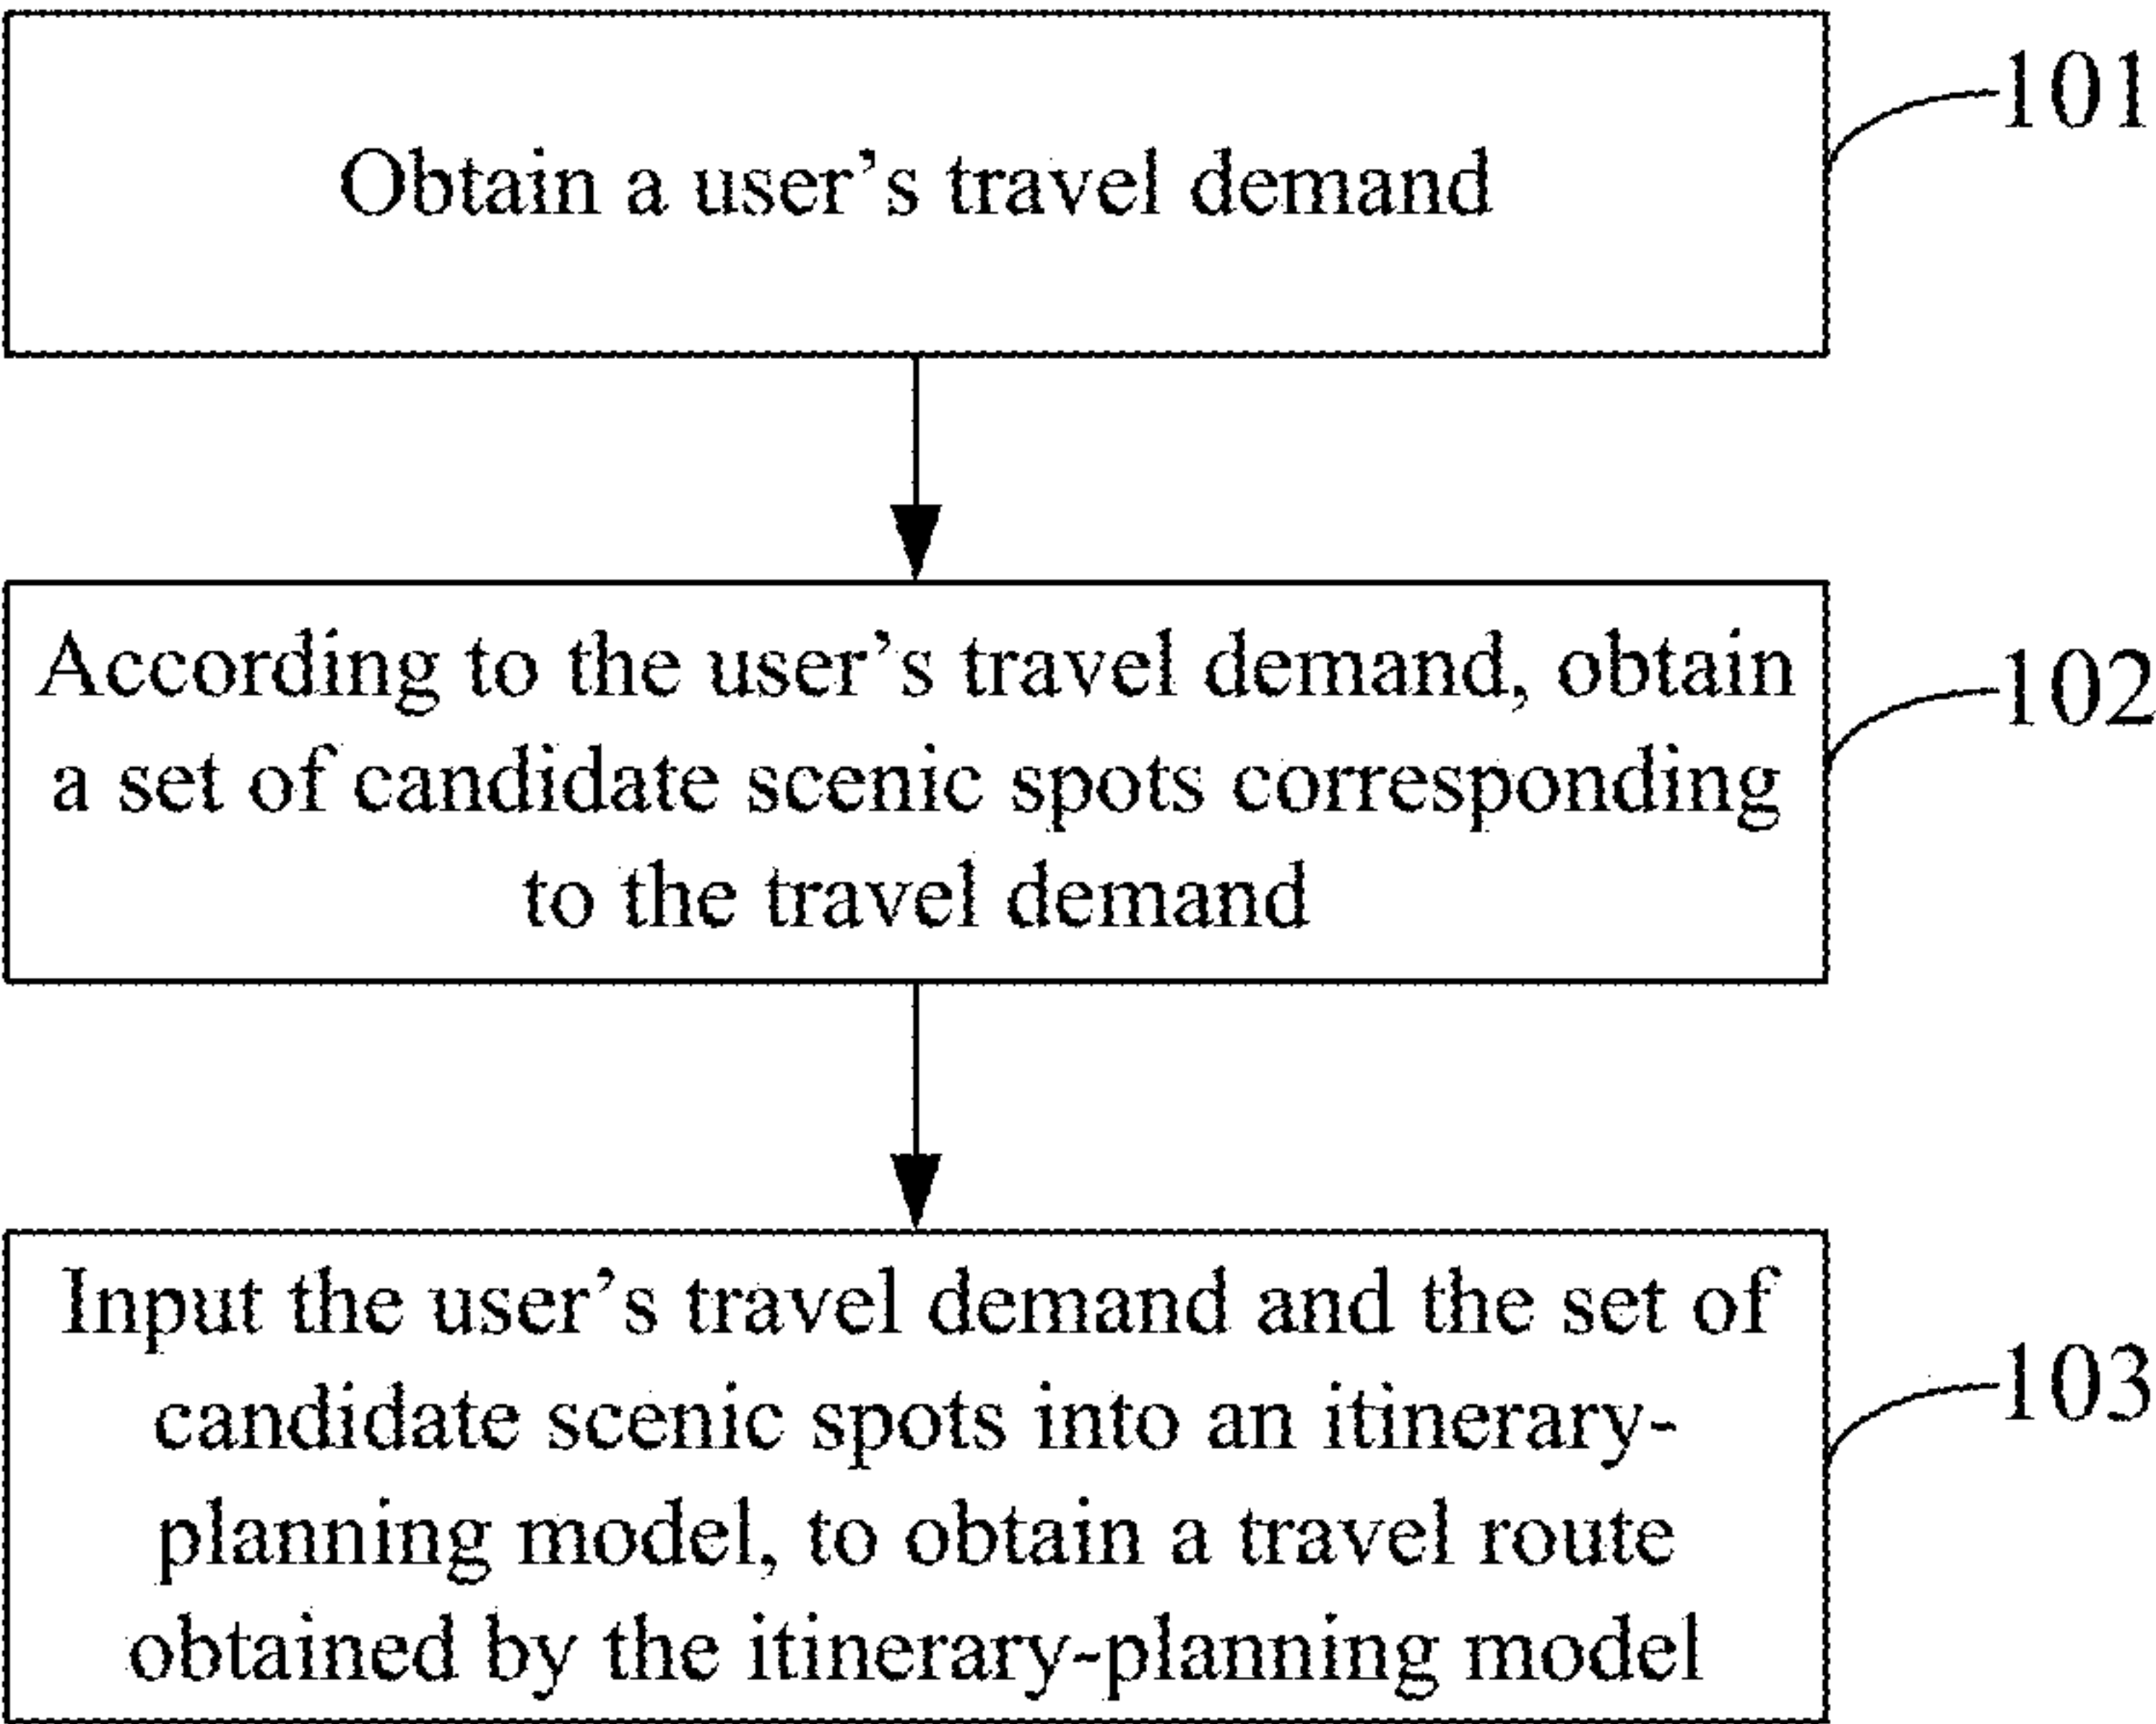 101
Obtain a user’s travel demand
According to the user’s travel demand, obtain
102
a set of candidate scenic spots corresponding
to the travel demand
Input the user’s travel demand and the set of
103
candidate scenic spots into an itinerary-
planning model, to obtain a travel route
obtained by the itinerary-planning model